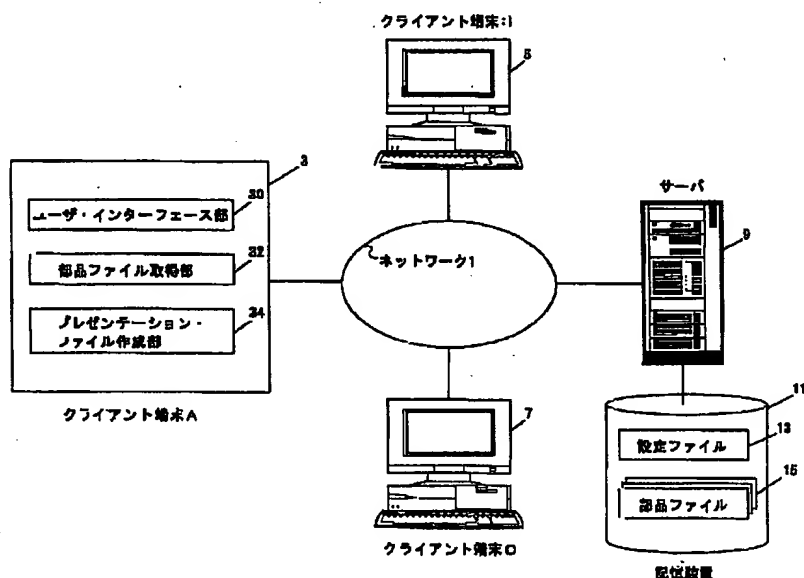 クライアント端末
5
3
ユーザ・インターフェース部
30
部品ファイル取得部
32
プレゼンテーション・
ファイル作成部
34
クライアント端末A
ネットワーク1
サーバ
9
7
クライアント端末
11
設定ファイル
13
部品ファイル
15
記憶装置